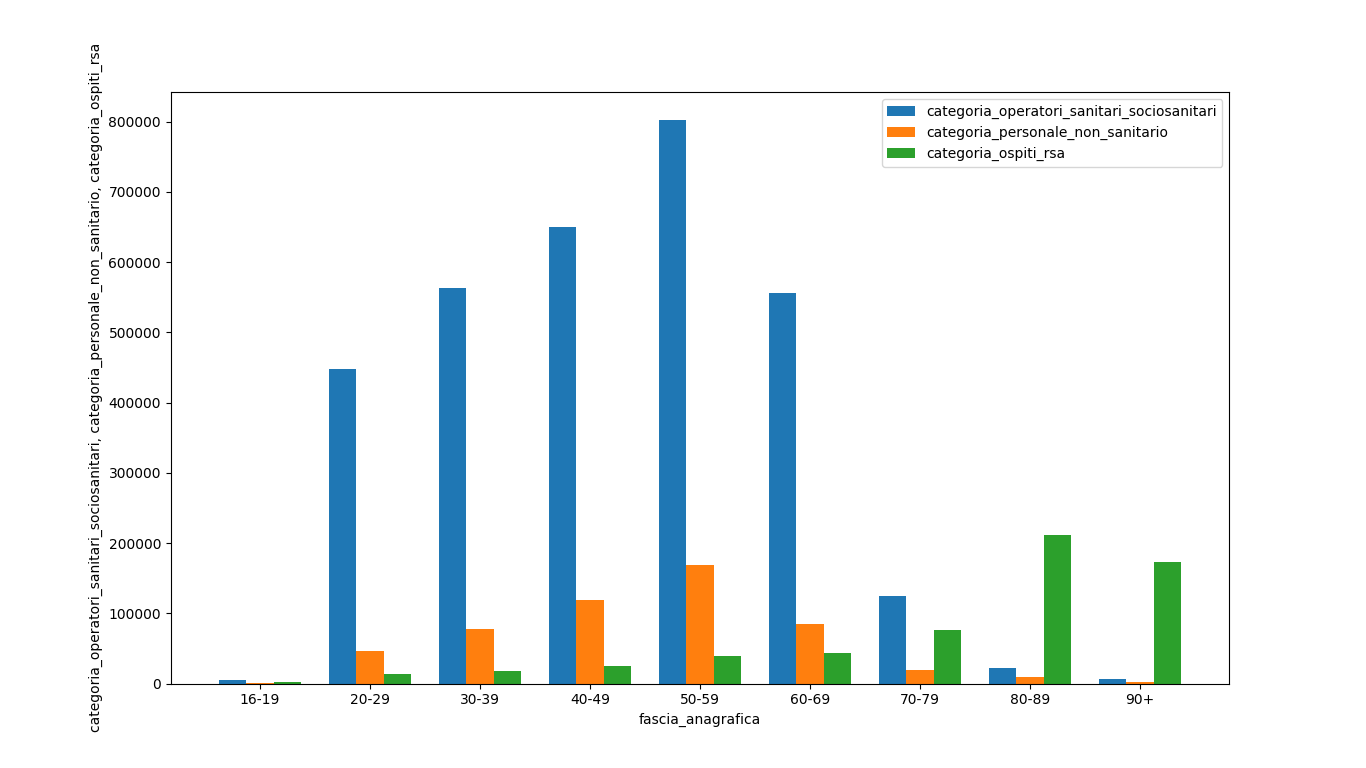 categoria_operatori_sanitari_sociosanitari, categoria_personale_non_sanitario, categoria_ospiti_rsa
800000
700000
600000
500000
400000
300000
200000
100000
0
categoria_operatori_sanitari_sociosanitari
categoria_personale_non_sanitario
categoria_ospiti_rsa
16-19 20-29 30-39 40-49 50-59 60-69 70-79 80-89 90+
fascia_anagrafica